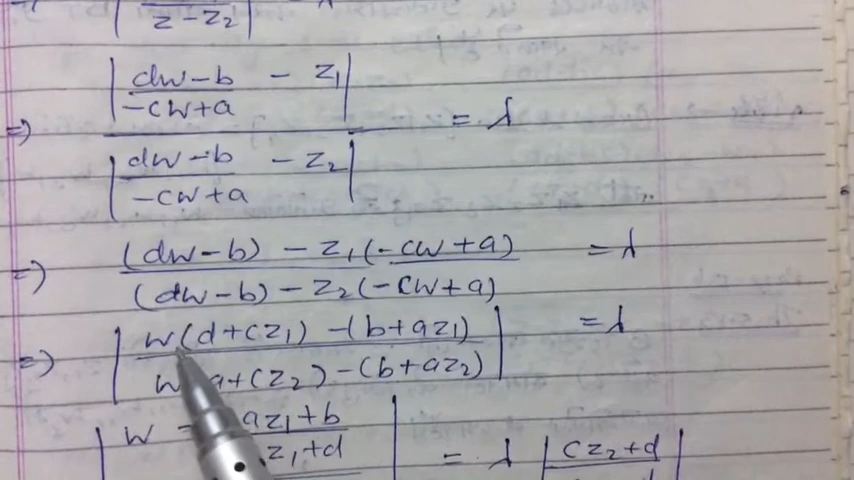 z - z₂
=) | (dw-b)/(-cw+a) - z₁ | / | (dw-b)/(-cw+a) - z₂ | = λ
=) ((dw-b) - z₁(-cw+a)) / ((dw-b) - z₂(-cw+a)) = λ
=) | (w(d+cz₁) - (b+az₁)) / (w +cz₂) - (b+az₂)) | = λ
| w - az₁+b / z₁+d | = λ | cz₂+d